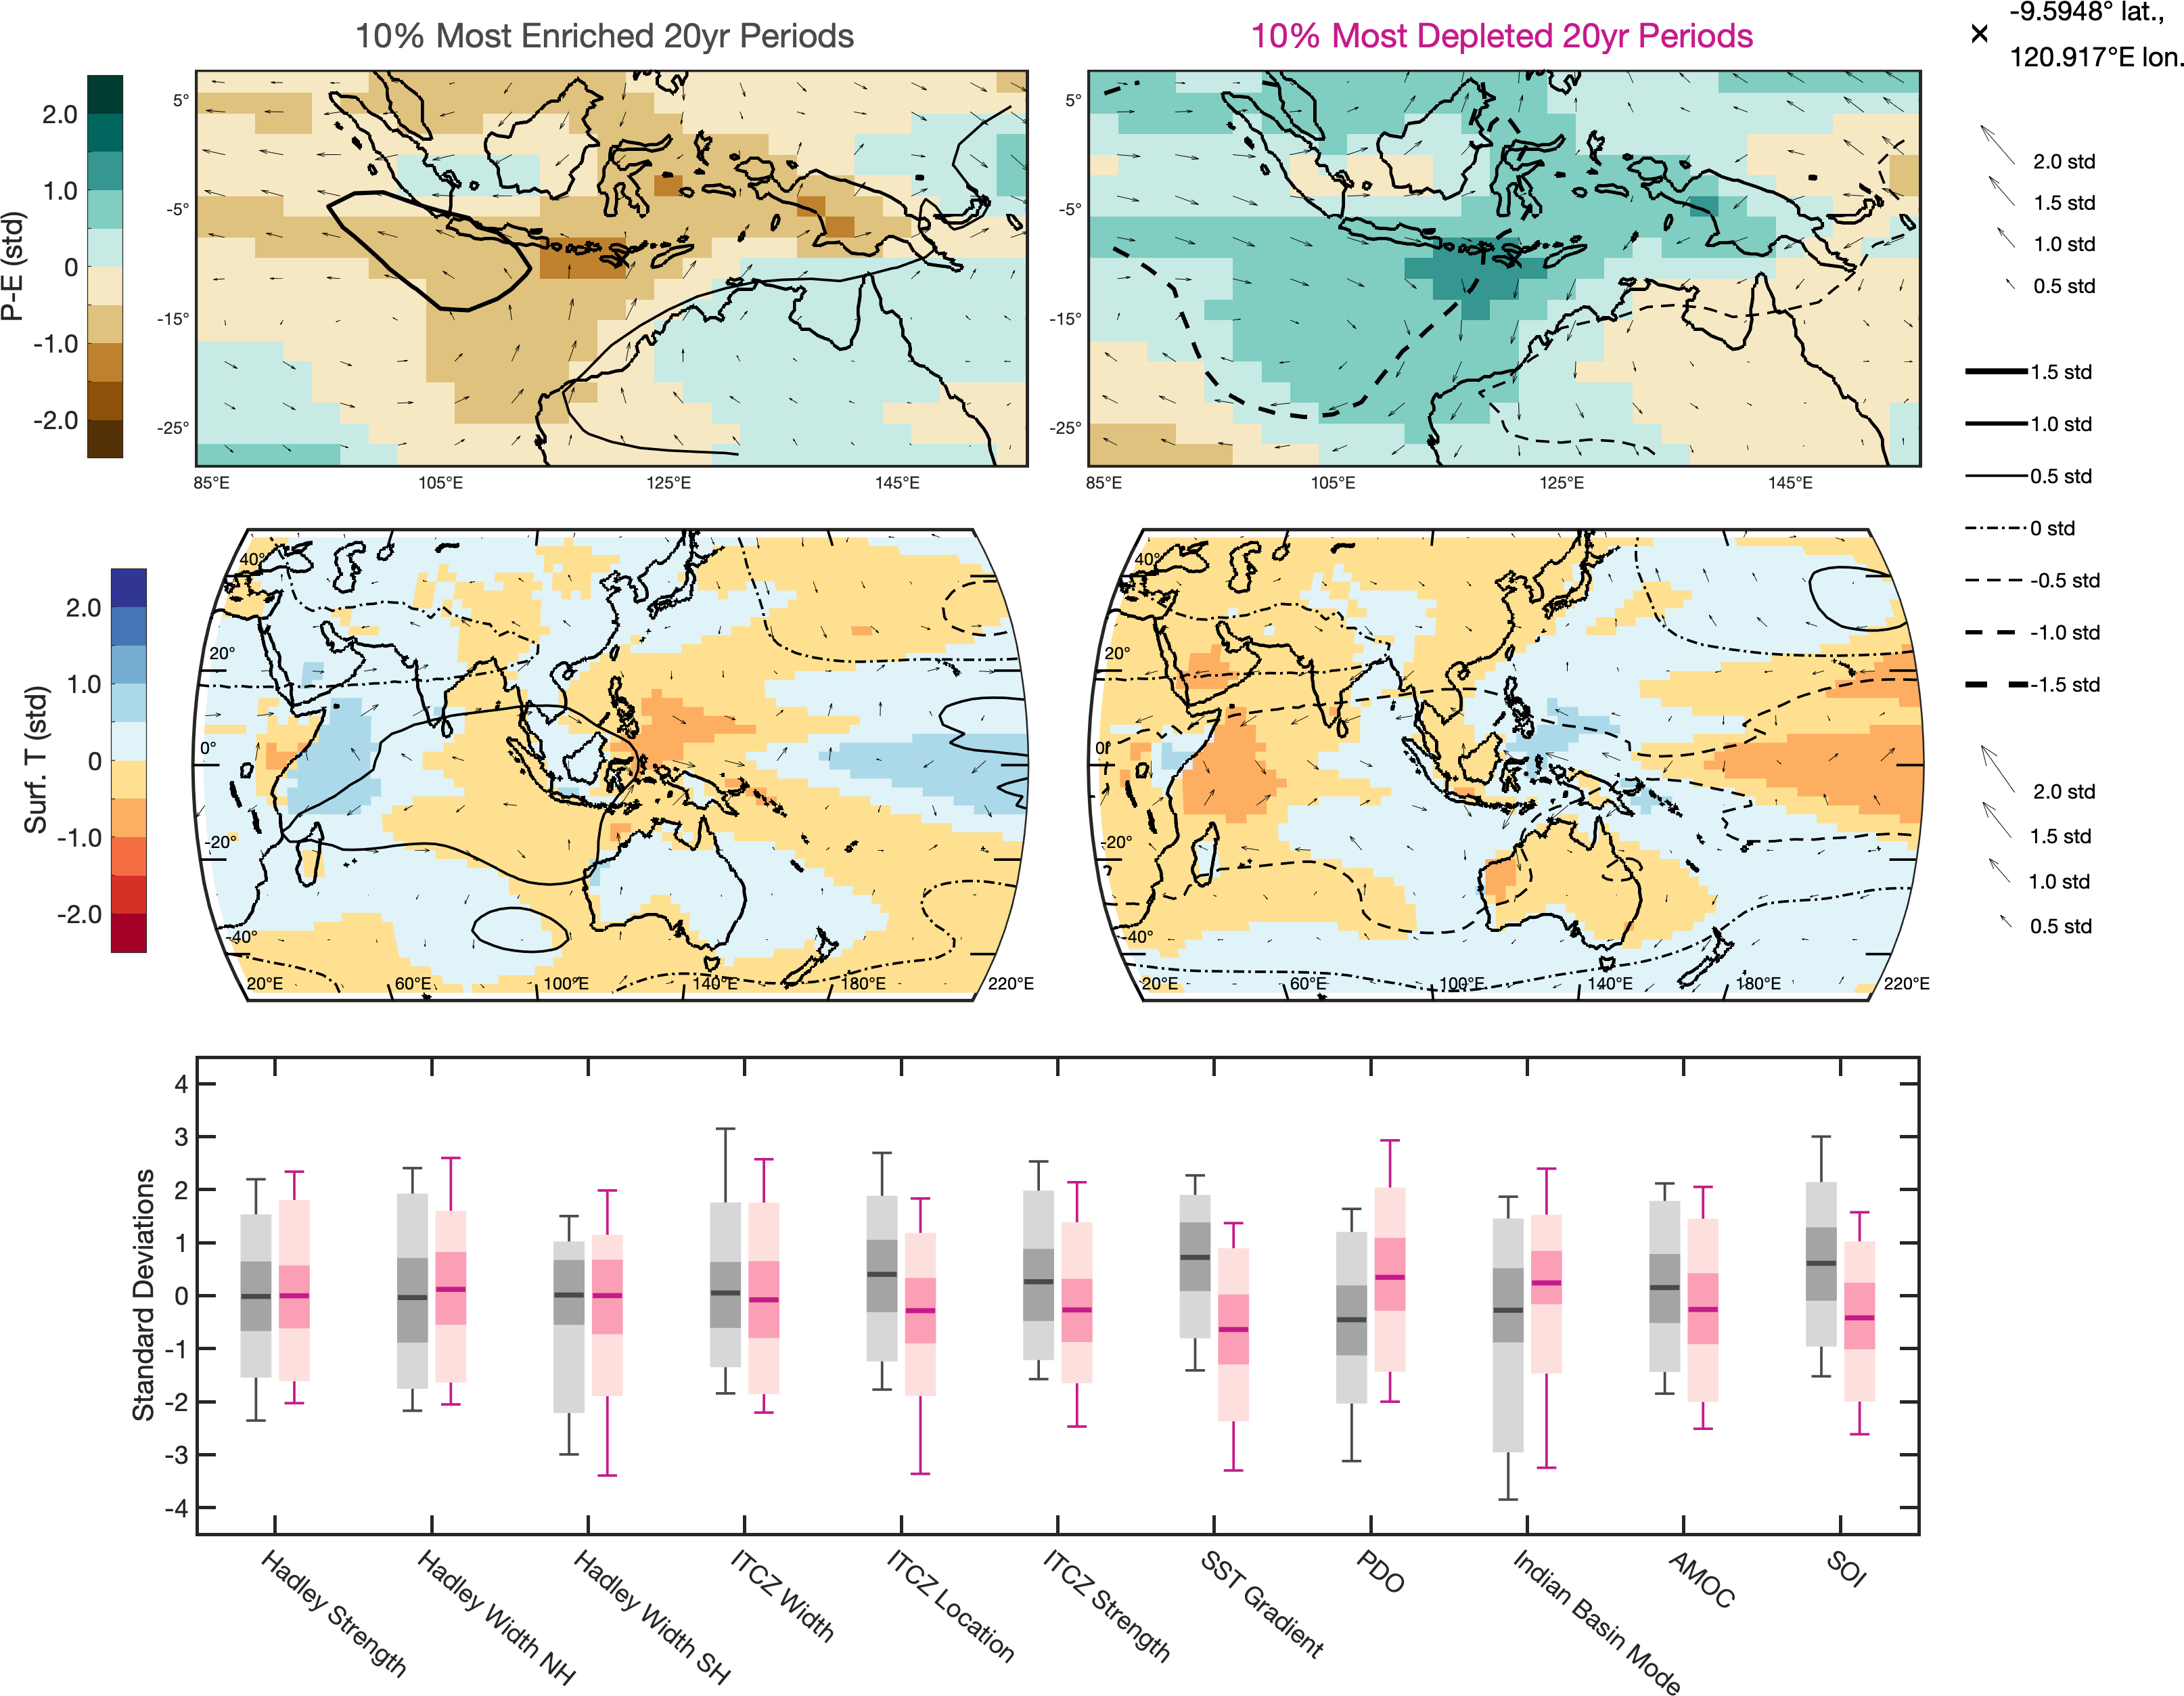 10% Most Enriched 20yr Periods
10% Most Depleted 20yr Periods
-9.5948° lat.,
120.917°E lon.
P-E (std)
2.0
1.0
0
-1.0
-2.0
5°
-5°
-15°
-25°
85°E
105°E
125°E
145°E
5°
-5°
-15°
-25°
85°E
105°E
125°E
145°E
2.0 std
1.5 std
1.0 std
0.5 std
1.5 std
1.0 std
0.5 std
0 std
-0.5 std
-1.0 std
-1.5 std
2.0 std
1.5 std
1.0 std
0.5 std
Surf. T (std)
2.0
1.0
0
-1.0
-2.0
40°
20°
0°
-20°
-40°
20°E
60°E
100°E
140°E
180°E
220°E
40°
20°
0°
-20°
-40°
20°E
60°E
100°E
140°E
180°E
220°E
Standard Deviations
4
3
2
1
0
-1
-2
-3
-4
Hadley Strength
Hadley Width NH
Hadley Width SH
ITCZ Width
ITCZ Location
ITCZ Strength
SST Gradient
PDO
Indian Basin Mode
AMOC
SOI